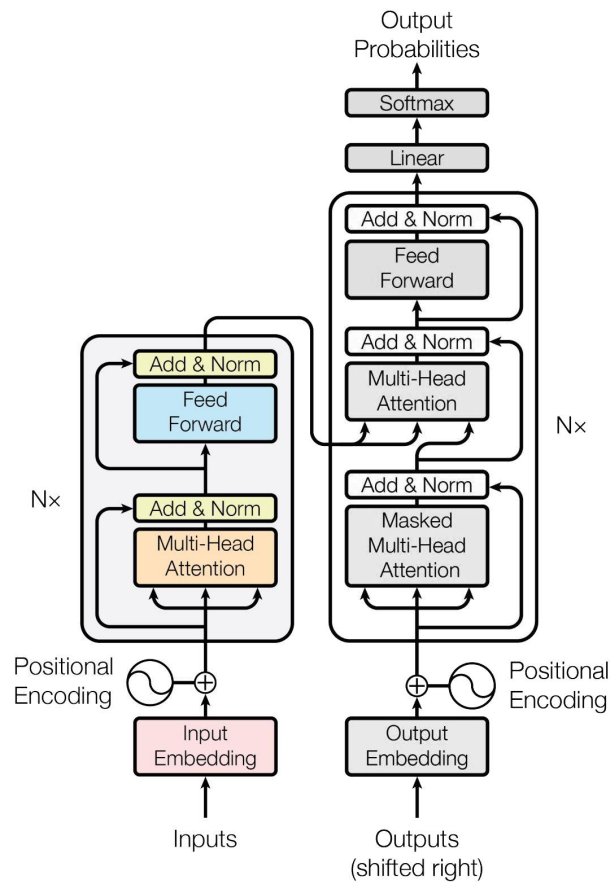 Output
Probabilities
Softmax
Linear
Add & Norm
Feed
Forward
Add & Norm
Multi-Head
Attention
Add & Norm
Masked
Multi-Head
Attention
N×
Add & Norm
Feed
Forward
Add & Norm
Multi-Head
Attention
N×
Positional
Encoding
Positional
Encoding
Input
Embedding
Output
Embedding
Inputs
Outputs
(shifted right)